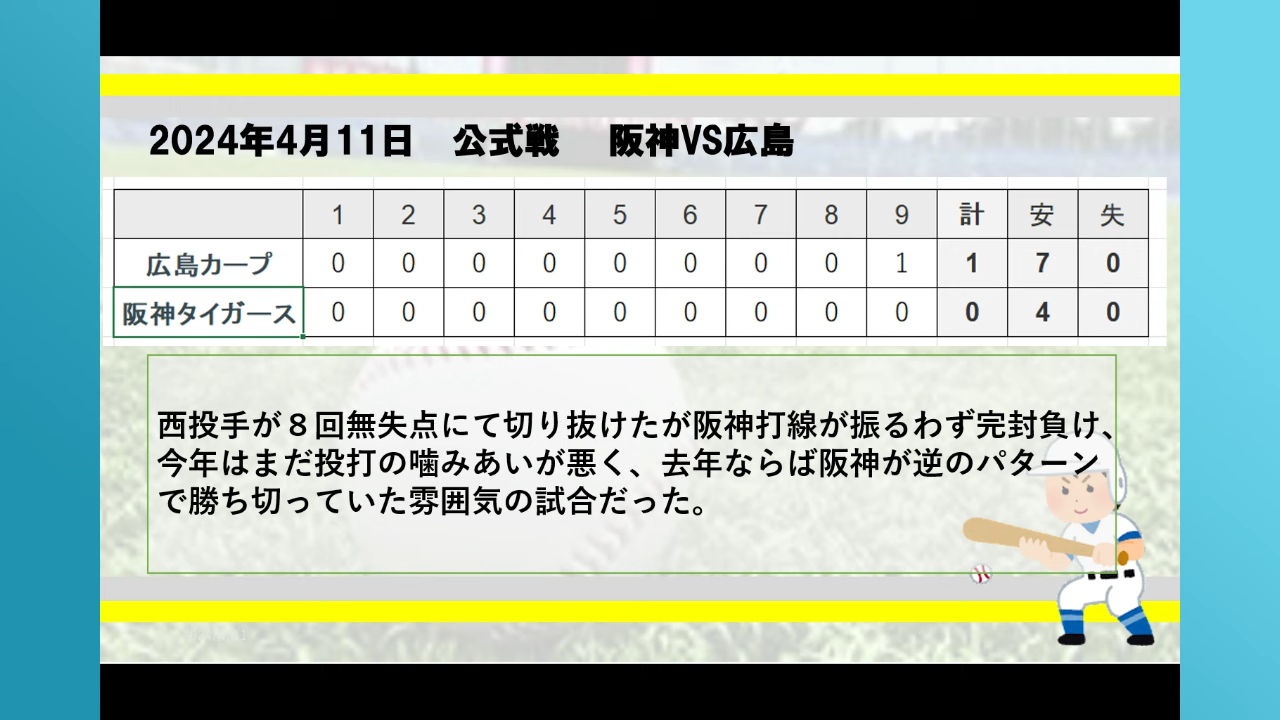 2024年4月11日　公式戦　阪神VS広島
1 2 3 4 5 6 7 8 9 計 安 失
広島カープ 0 0 0 0 0 0 0 0 1 1 7 0
阪神タイガース 0 0 0 0 0 0 0 0 0 0 4 0
西投手が８回無失点にて切り抜けたが阪神打線が振るわず完封負け、
今年はまだ投打の噛みあいが悪く、去年ならば阪神が逆のパターン
で勝ち切っていた雰囲気の試合だった。